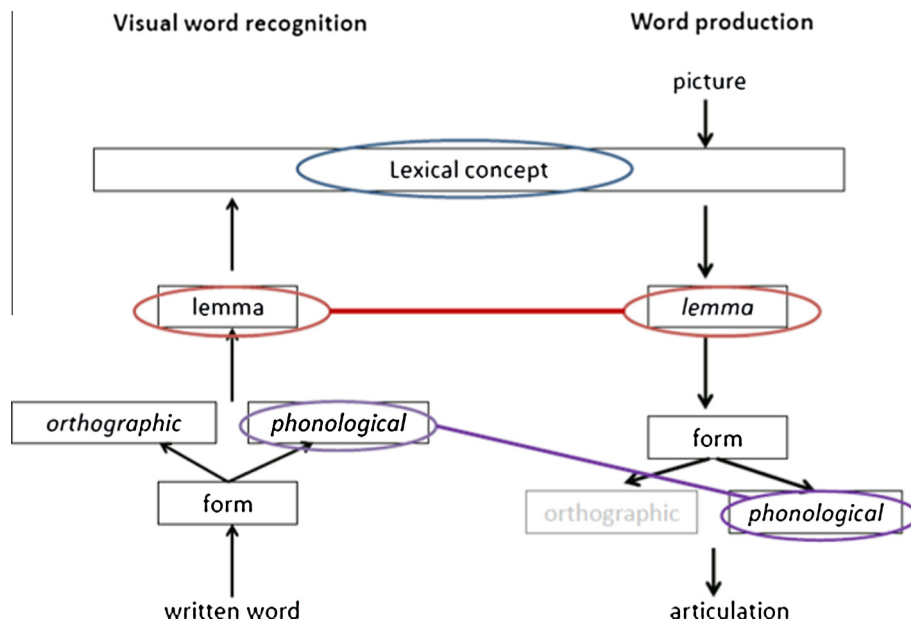 Visual word recognition
Word production
picture
Lexical concept
lemma
lemma
orthographic
phonological
form
form
orthographic
phonological
written word
articulation